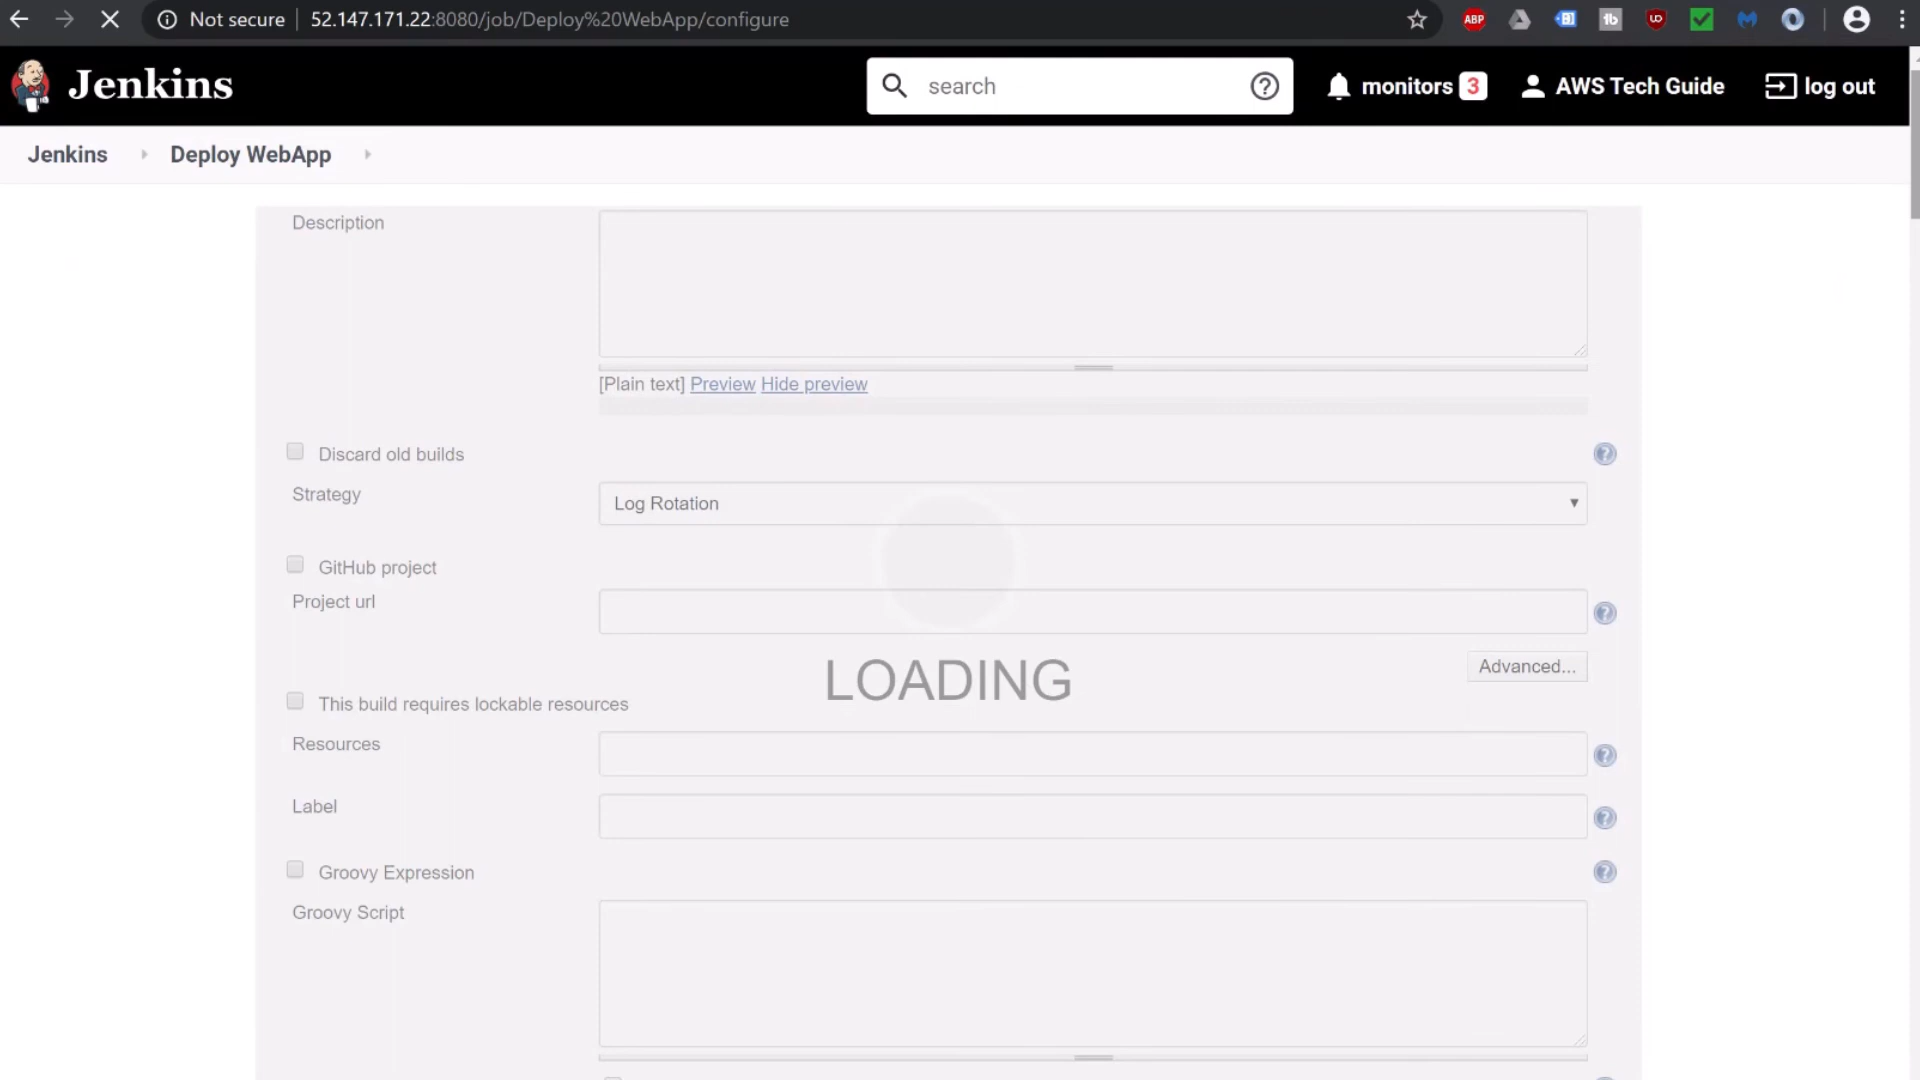 Not secure 52.147.171.22:8080/job/Deploy%20WebApp/configure ABP
Jenkins search monitors 3 AWS Tech Guide log out
Jenkins Deploy WebApp
Description
[Plain text] Preview Hide preview
Discard old builds
Strategy Log Rotation
GitHub project
Project url
Advanced...
LOADING
This build requires lockable resources
Resources
Label
Groovy Expression
Groovy Script